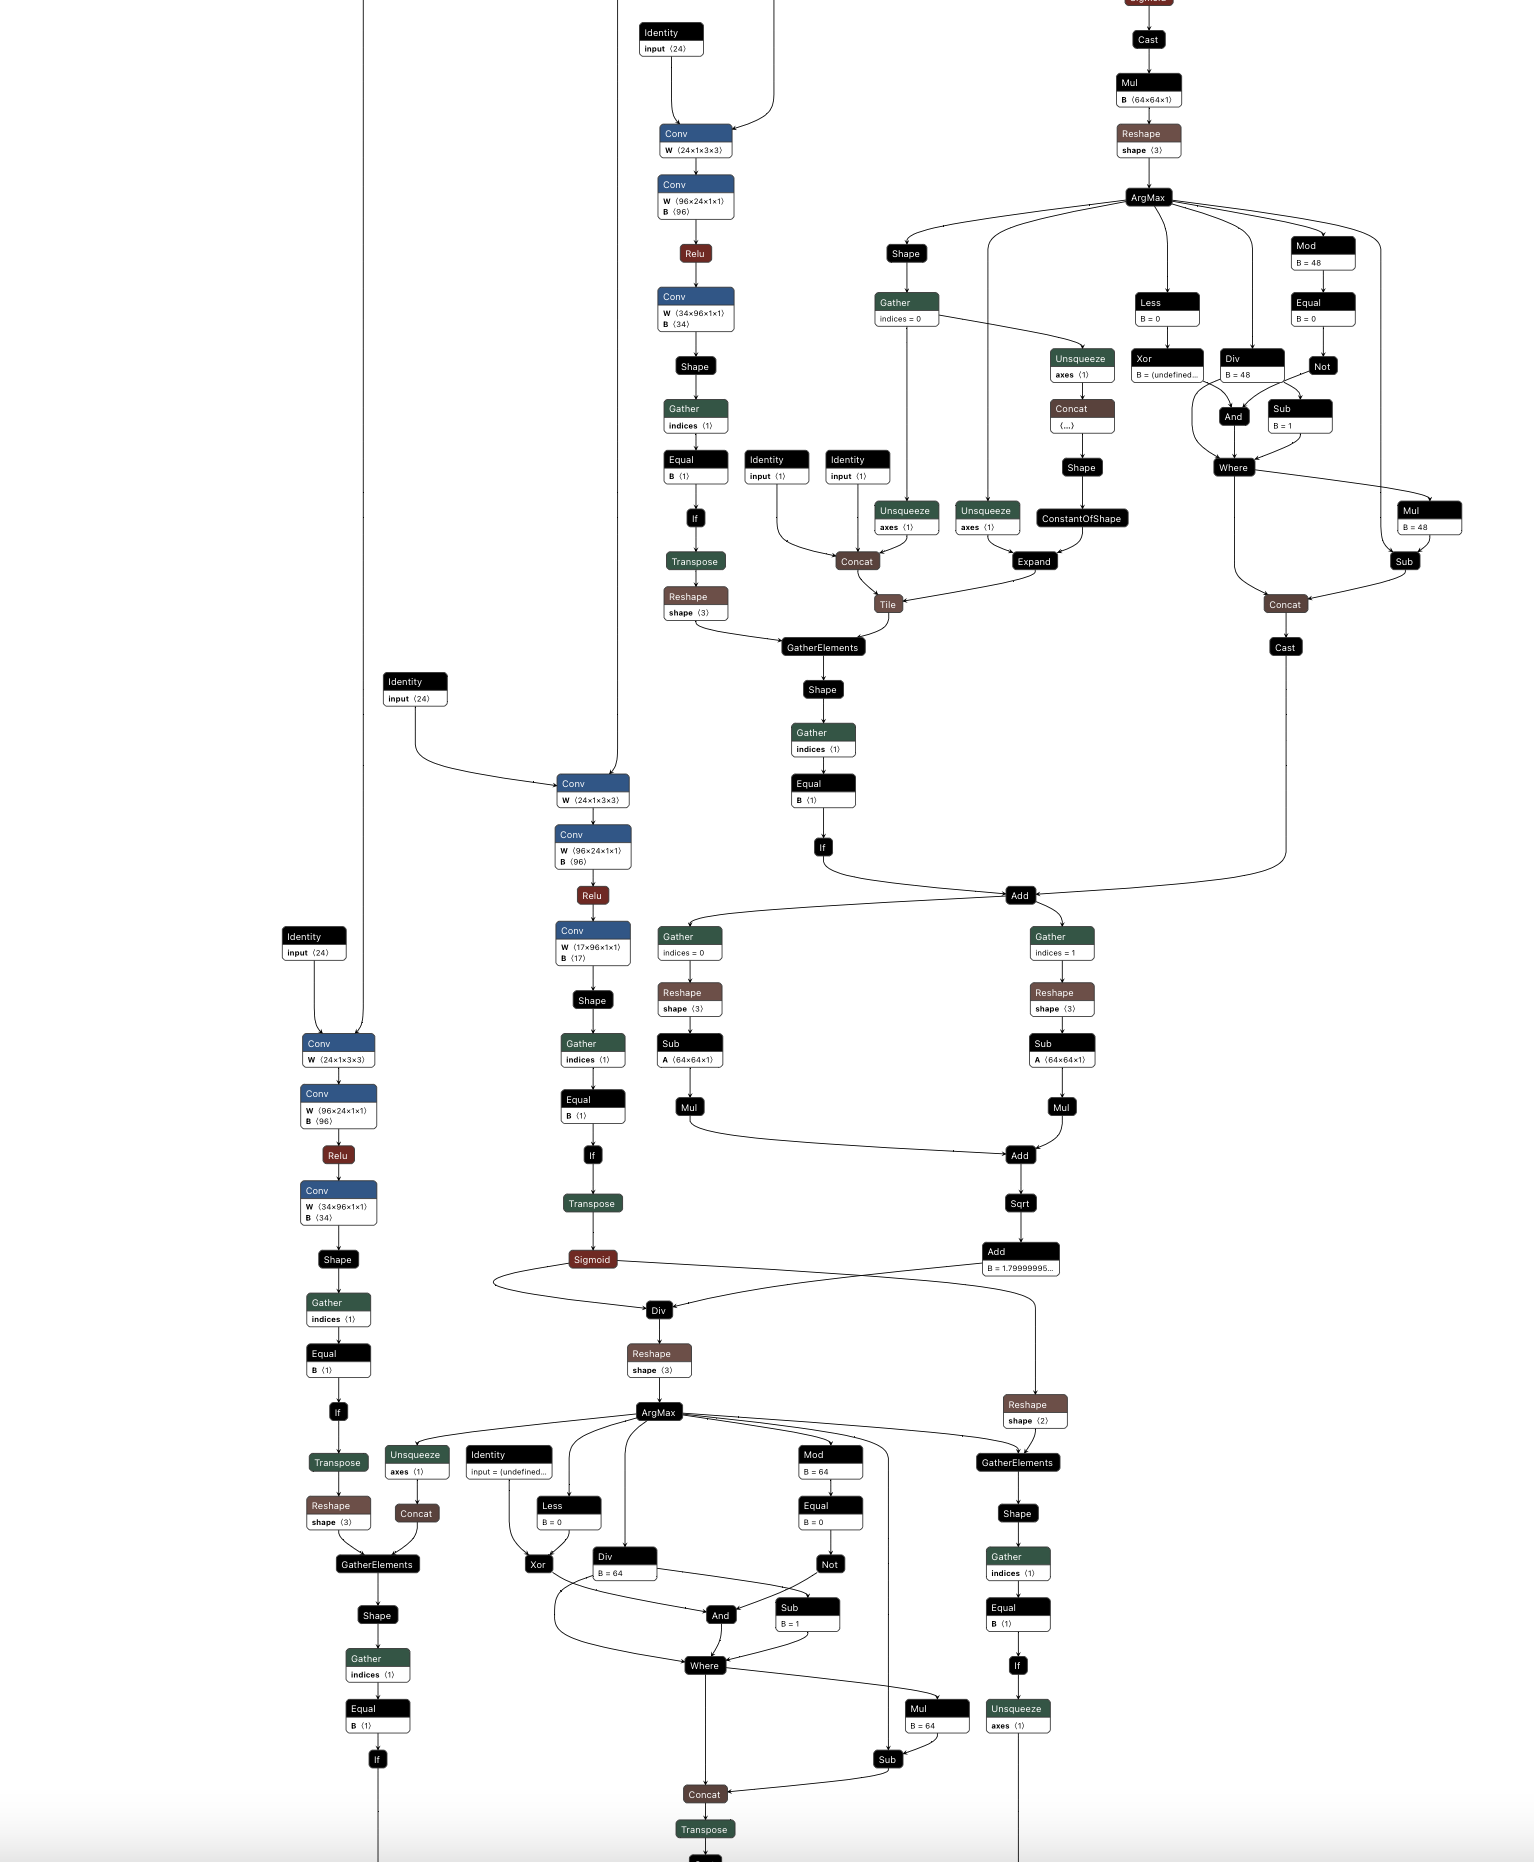 Sigmoid
Identity
input ⟨24⟩
Cast
Mul
B ⟨64×64×1⟩
Conv
W ⟨24×1×3×3⟩
Reshape
shape ⟨3⟩
Conv
W ⟨96×24×1×1⟩
B ⟨96⟩
ArgMax
Relu
Shape
Mod
B = 48
Conv
W ⟨34×96×1×1⟩
B ⟨34⟩
Gather
indices = 0
Less
B = 0
Equal
B = 0
Shape
Unsqueeze
axes ⟨1⟩
Xor
B = (undefined...
Div
B = 48
Not
Gather
indices ⟨1⟩
Concat
⟨...⟩
And
Sub
B = 1
Equal
B ⟨1⟩
Identity
input ⟨1⟩
Identity
input ⟨1⟩
Shape
Where
If
Unsqueeze
axes ⟨1⟩
Unsqueeze
axes ⟨1⟩
ConstantOfShape
Mul
B = 48
Transpose
Concat
Expand
Sub
Reshape
shape ⟨3⟩
Tile
Concat
GatherElements
Cast
Identity
input ⟨24⟩
Shape
Gather
indices ⟨1⟩
Conv
W ⟨24×1×3×3⟩
Equal
B ⟨1⟩
Conv
W ⟨96×24×1×1⟩
B ⟨96⟩
If
Relu
Add
Identity
input ⟨24⟩
Conv
W ⟨17×96×1×1⟩
B ⟨17⟩
Gather
indices = 0
Gather
indices = 1
Shape
Reshape
shape ⟨3⟩
Reshape
shape ⟨3⟩
Conv
W ⟨24×1×3×3⟩
Gather
indices ⟨1⟩
Sub
A ⟨64×64×1⟩
Sub
A ⟨64×64×1⟩
Conv
W ⟨96×24×1×1⟩
B ⟨96⟩
Equal
B ⟨1⟩
Mul
Mul
Relu
If
Add
Conv
W ⟨34×96×1×1⟩
B ⟨34⟩
Transpose
Sqrt
Shape
Sigmoid
Add
B = 1.79999995...
Gather
indices ⟨1⟩
Div
Equal
B ⟨1⟩
Reshape
shape ⟨3⟩
If
ArgMax
Reshape
shape ⟨2⟩
Transpose
Unsqueeze
axes ⟨1⟩
Identity
input = (undefined...
Mod
B = 64
GatherElements
Reshape
shape ⟨3⟩
Concat
Less
B = 0
Equal
B = 0
Shape
GatherElements
Xor
Div
B = 64
Not
Gather
indices ⟨1⟩
Shape
And
Sub
B = 1
Equal
B ⟨1⟩
Gather
indices ⟨1⟩
Where
If
Equal
B ⟨1⟩
Mul
B = 64
Unsqueeze
axes ⟨1⟩
If
Sub
Concat
Transpose